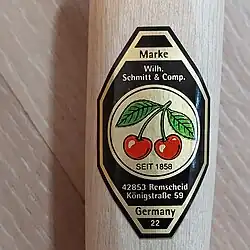 Marke
Wilh.
Schmitt & Comp.
SEIT 1858
42853 Remscheid
Königstraße 59
Germany
22